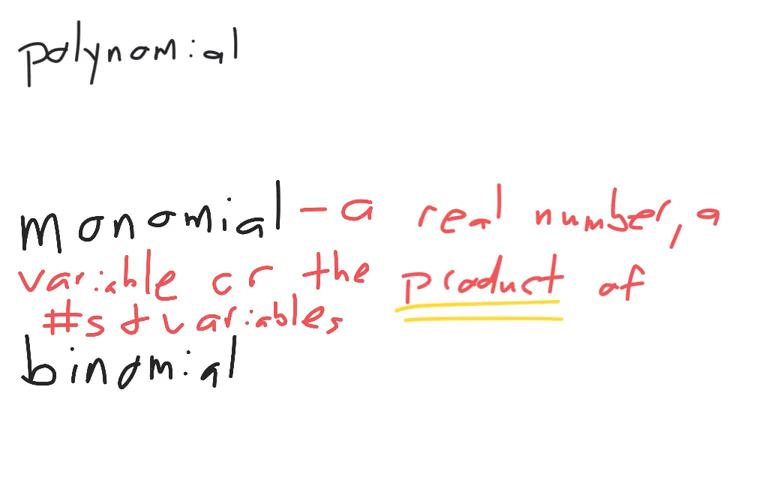 polynomial
monomial - a real number, a
variable or the product of
#s + variables
binomial